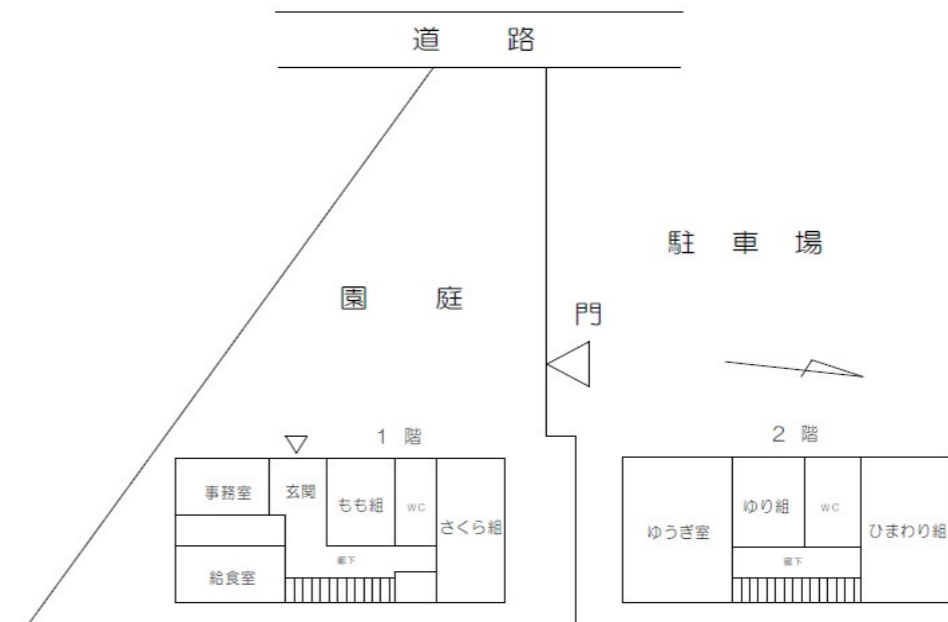 道 路
駐 車 場
園 庭
門
1 階
2 階
事務室
玄関
もも組
WC
さくら組
廊下
給食室
ゆうぎ室
ゆり組
WC
ひまわり組
廊下